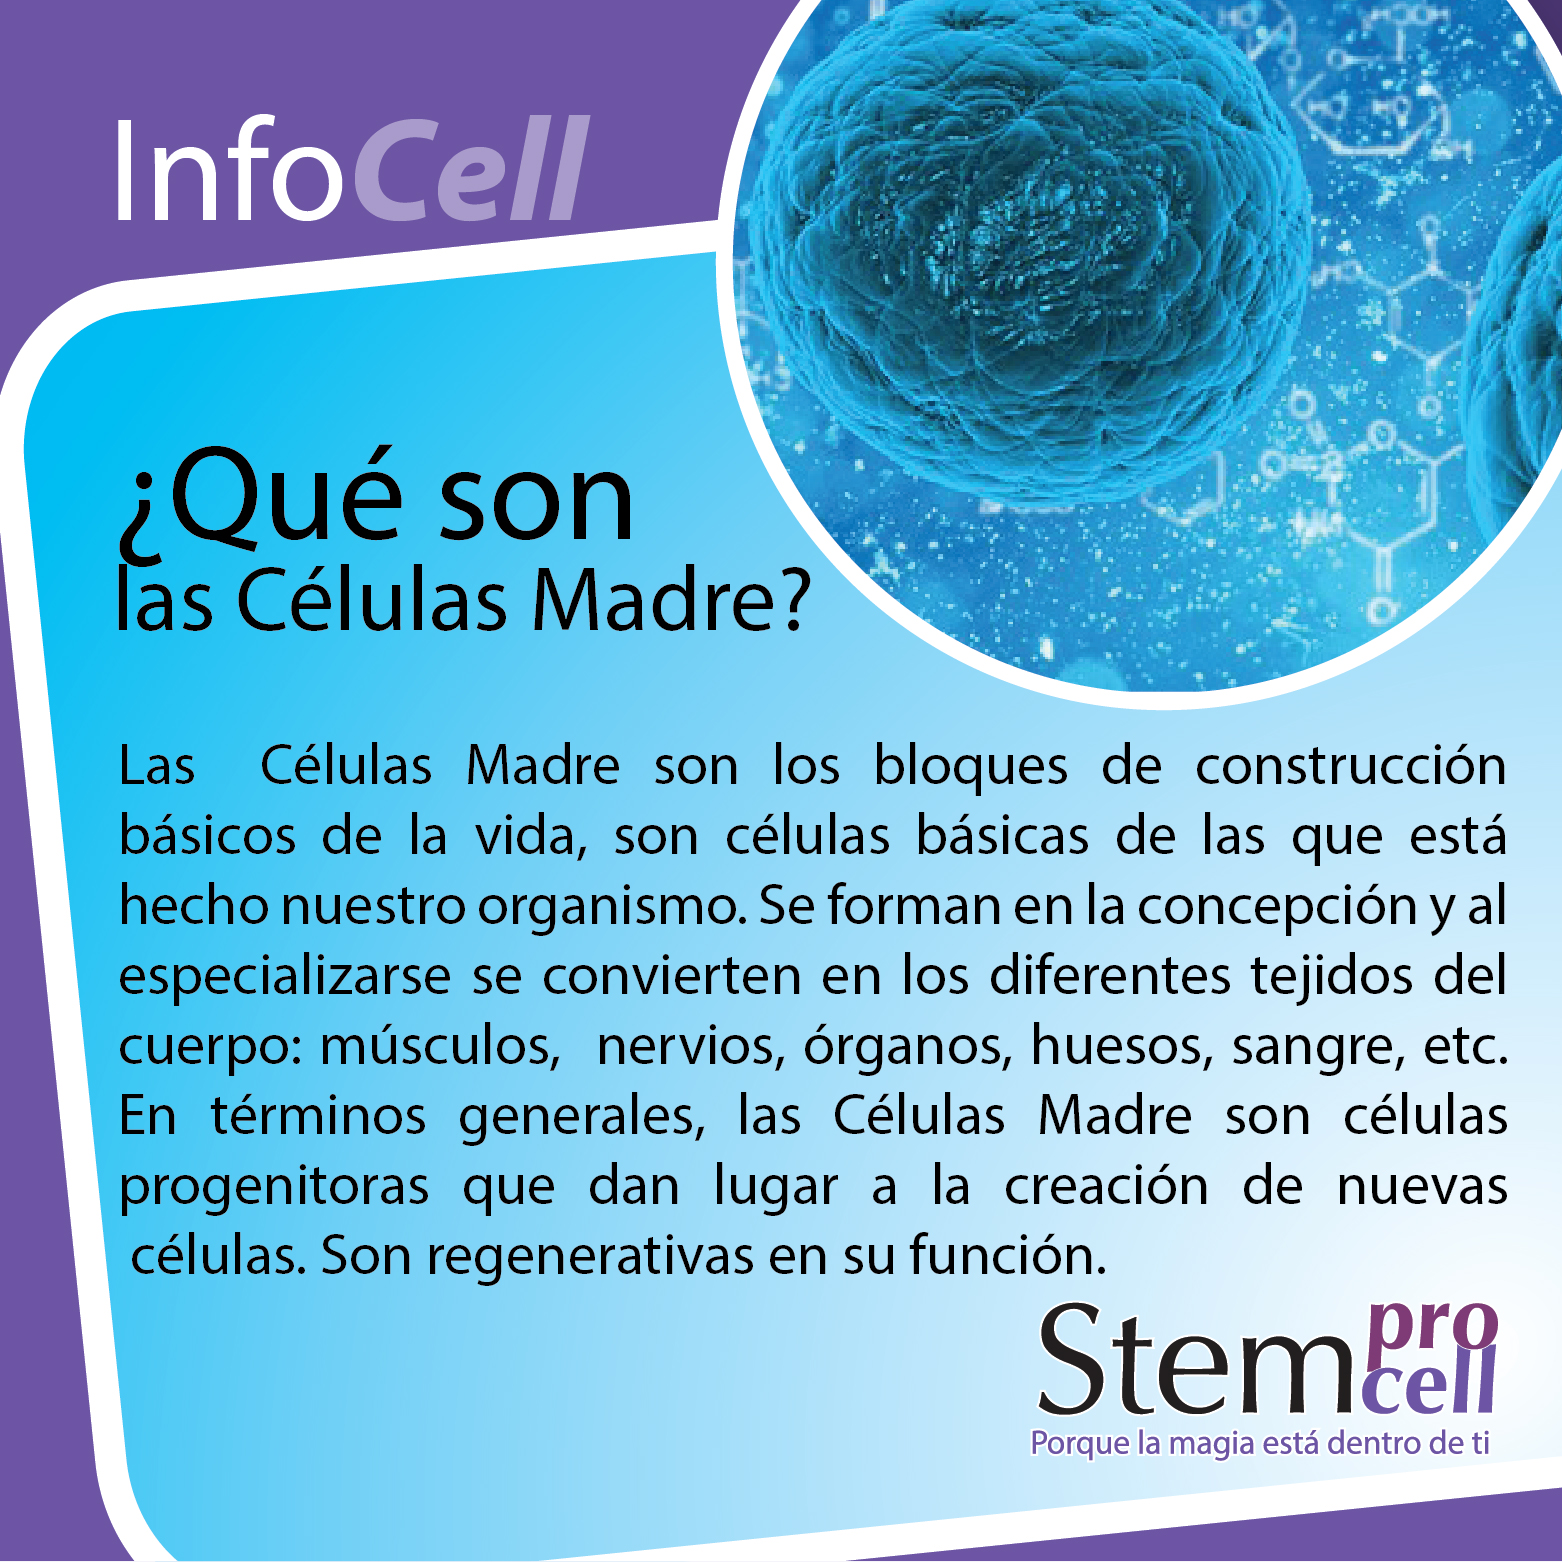 InfoCell
¿Qué son
las Células Madre?
Las Células Madre son los bloques de construcción
básicos de la vida, son células básicas de las que está
hecho nuestro organismo. Se forman en la concepción y al
especializarse se convierten en los diferentes tejidos del
cuerpo: músculos, nervios, órganos, huesos, sangre, etc.
En términos generales, las Células Madre son células
progenitoras que dan lugar a la creación de nuevas
células. Son regenerativas en su función.
Stem pro
cell
Porque la magia está dentro de ti